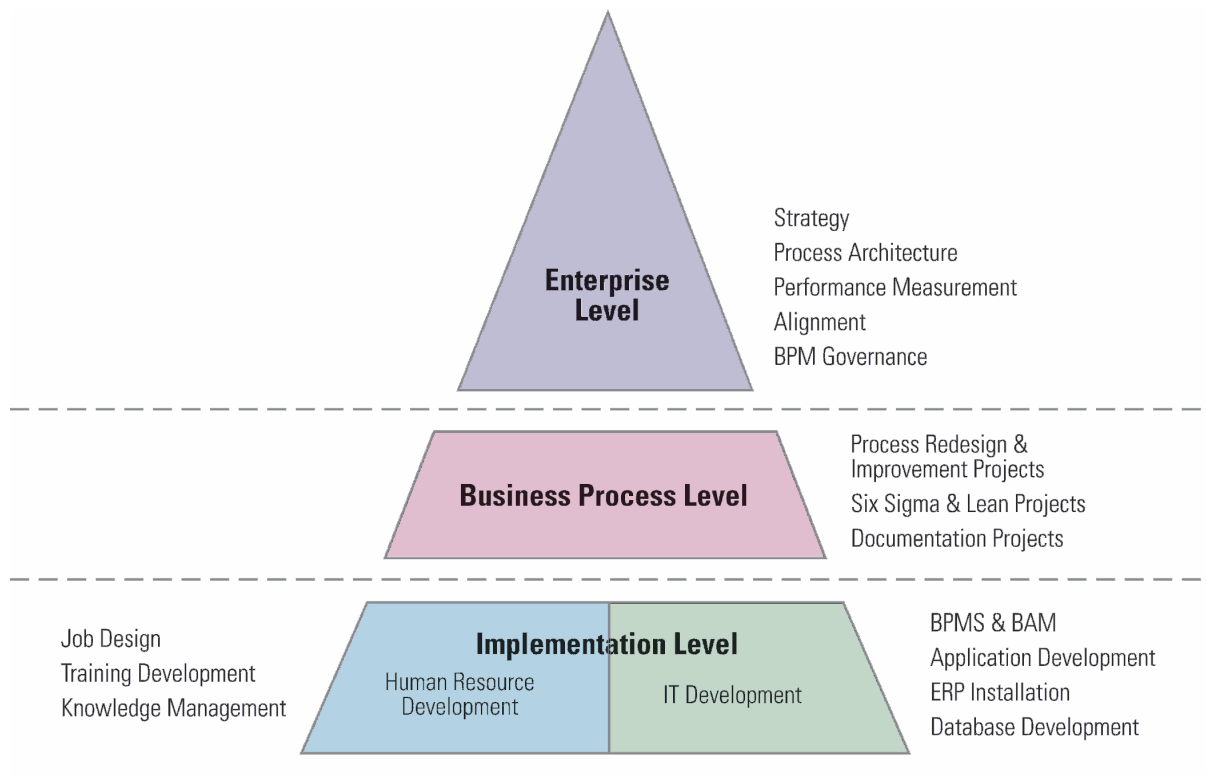 Enterprise
Level
Strategy
Process Architecture
Performance Measurement
Alignment
BPM Governance
Business Process Level
Process Redesign &
Improvement Projects
Six Sigma & Lean Projects
Documentation Projects
Job Design
Training Development
Knowledge Management
Implementation Level
Human Resource
Development
IT Development
BPMS & BAM
Application Development
ERP Installation
Database Development